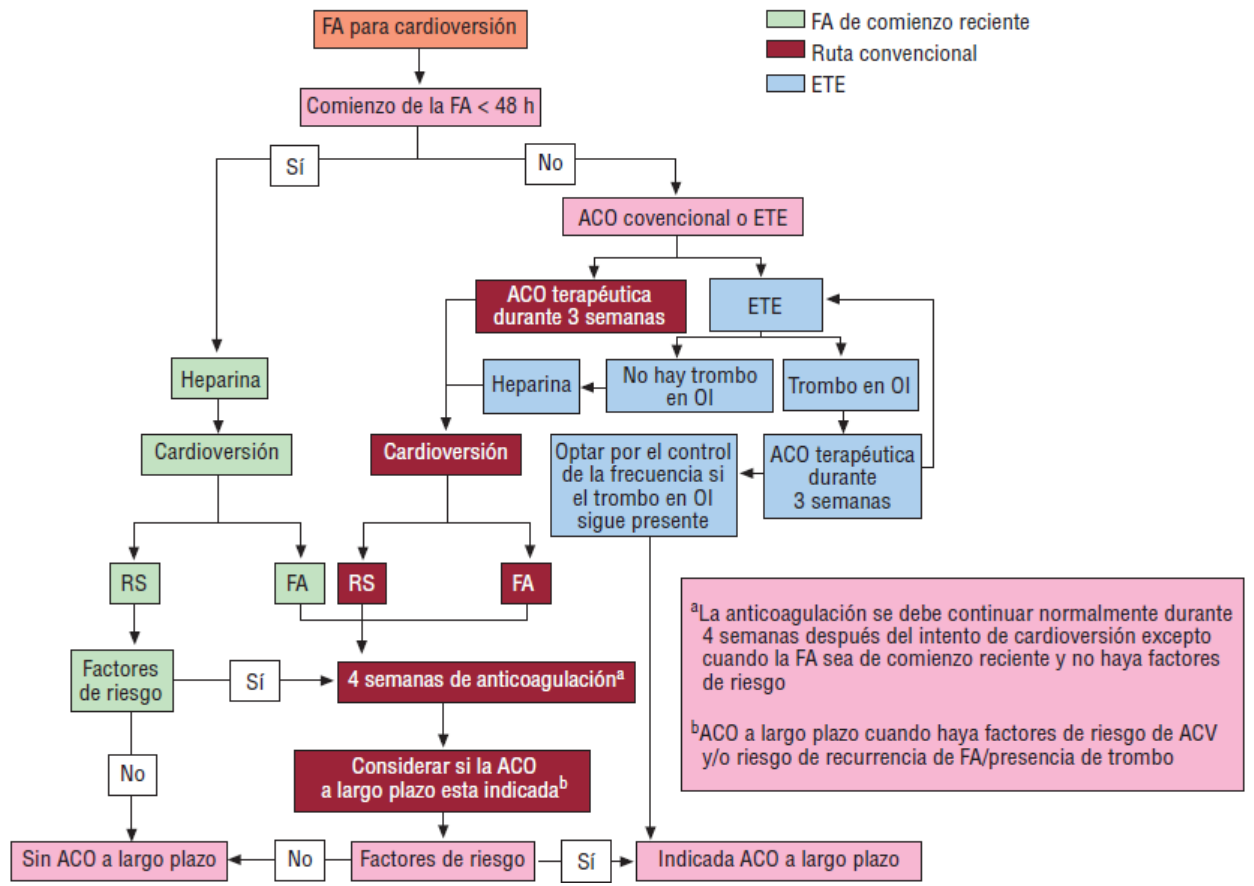 FA para cardioversión
FA de comienzo reciente
Ruta convencional
ETE
Comienzo de la FA < 48 h
Sí
No
ACO covencional o ETE
ACO terapéutica
durante 3 semanas
ETE
Heparina
Heparina
No hay trombo
en OI
Trombo en OI
Cardioversión
Cardioversión
Optar por el control
de la frecuencia si
el trombo en OI
sigue presente
ACO terapéutica
durante
3 semanas
RS
FA
RS
FA
Factores
de riesgo
Sí
4 semanas de anticoagulaciónᵃ
ᵃLa anticoagulación se debe continuar normalmente durante
4 semanas después del intento de cardioversión excepto
cuando la FA sea de comienzo reciente y no haya factores
de riesgo
ᵇACO a largo plazo cuando haya factores de riesgo de ACV
y/o riesgo de recurrencia de FA/presencia de trombo
No
Considerar si la ACO
a largo plazo esta indicadaᵇ
Sin ACO a largo plazo
No
Factores de riesgo
Sí
Indicada ACO a largo plazo